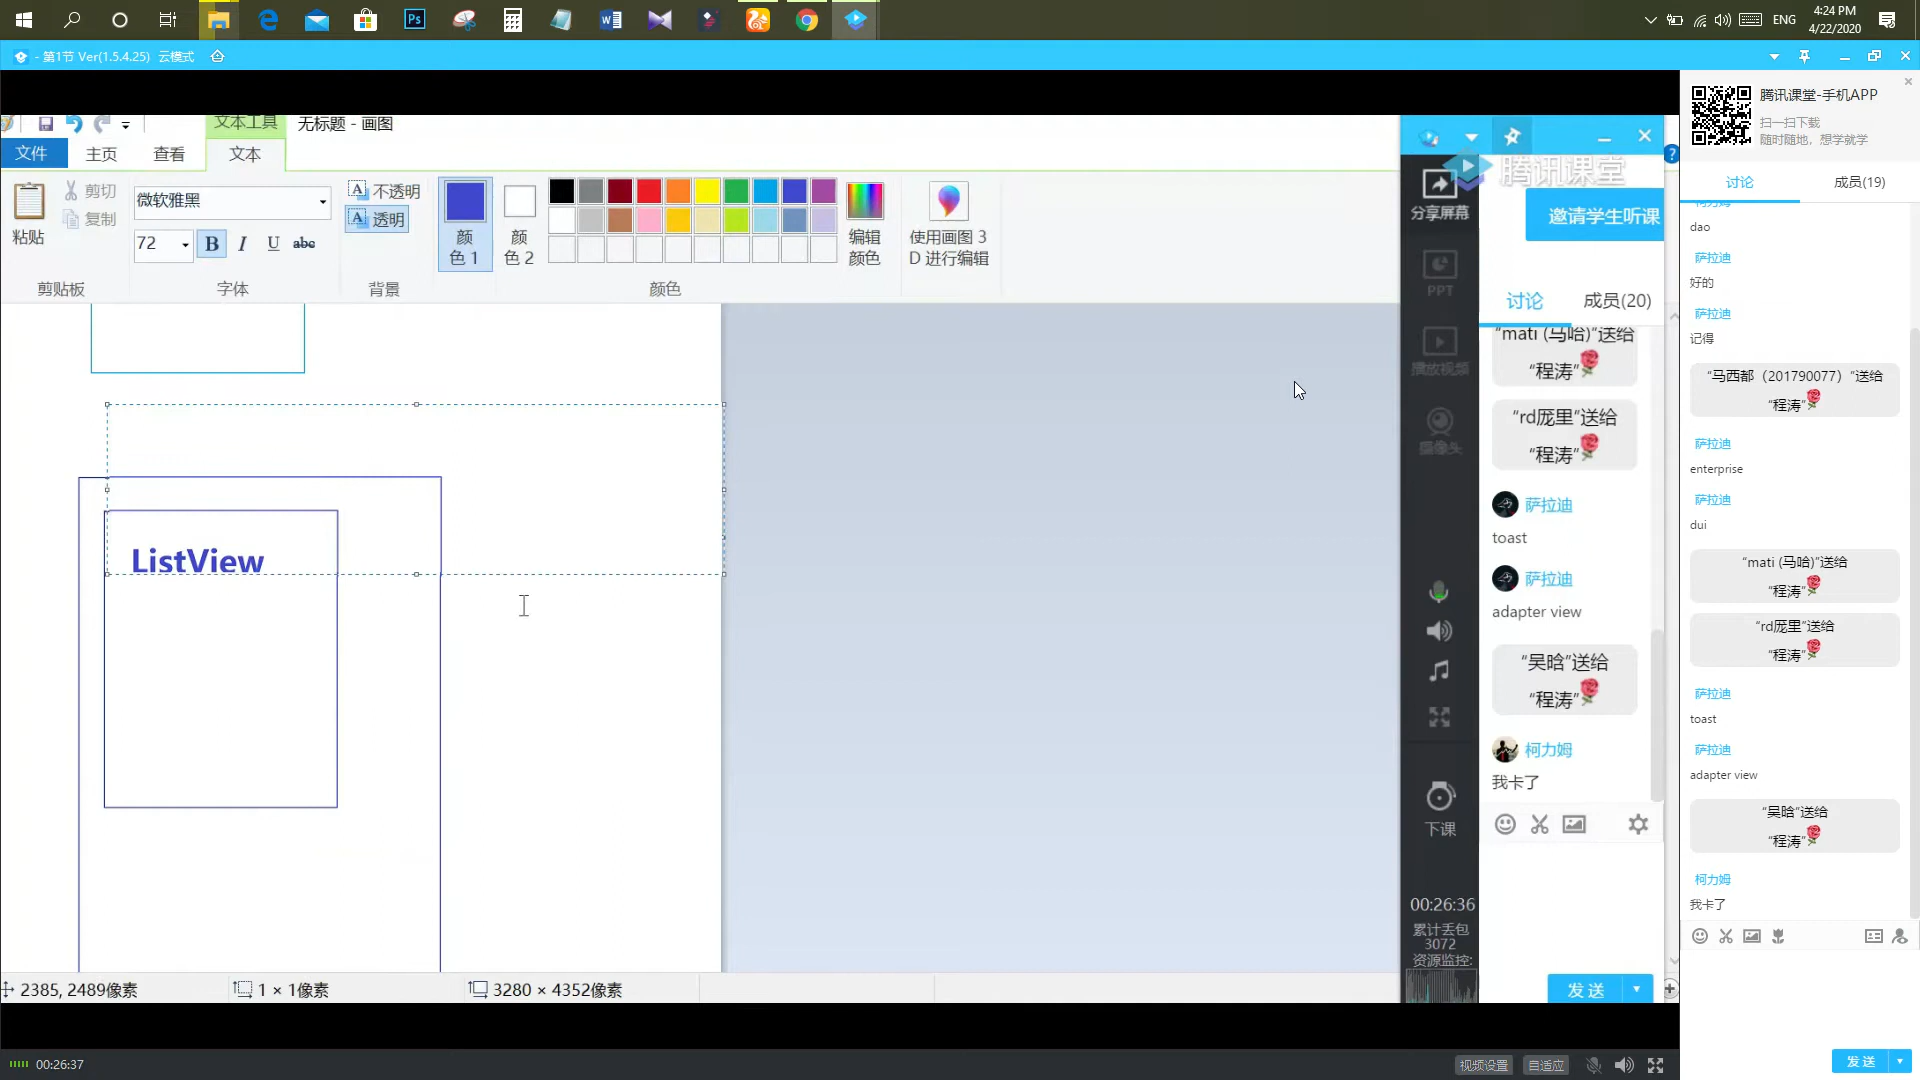 ENG
4:24 PM
4/22/2020
- 第1节 Ver(1.5.4.25) 云模式
文本工具
无标题 - 画图
文件
主页
查看
文本
粘贴
剪切
复制
剪贴板
微软雅黑
72
B I U abc
字体
不透明
透明
背景
颜
色 1
颜
色 2
颜色
编辑
颜色
使用画图 3
D 进行编辑
ListView
2385, 2489像素
1 × 1像素
3280 × 4352像素
腾讯课堂
分享屏幕
PPT
播放视频
摄像头
下课
00:26:36
累计丢包
3072
资源监控:
邀请学生听课
讨论
成员(20)
“mati (马哈)”送给
“程涛”
“rd厐里”送给
“程涛”
萨拉迪
toast
萨拉迪
adapter view
“吴晗”送给
“程涛”
柯力姆
我卡了
发 送
腾讯课堂-手机APP
扫一扫下载
随时随地，想学就学
讨论
成员(19)
柯力姆
dao
萨拉迪
好的
萨拉迪
记得
“马西都（201790077）”送给
“程涛”
萨拉迪
enterprise
萨拉迪
dui
“mati (马哈)”送给
“程涛”
“rd厐里”送给
“程涛”
萨拉迪
toast
萨拉迪
adapter view
“吴晗”送给
“程涛”
柯力姆
我卡了
发 送
00:26:37
视频设置
自适应